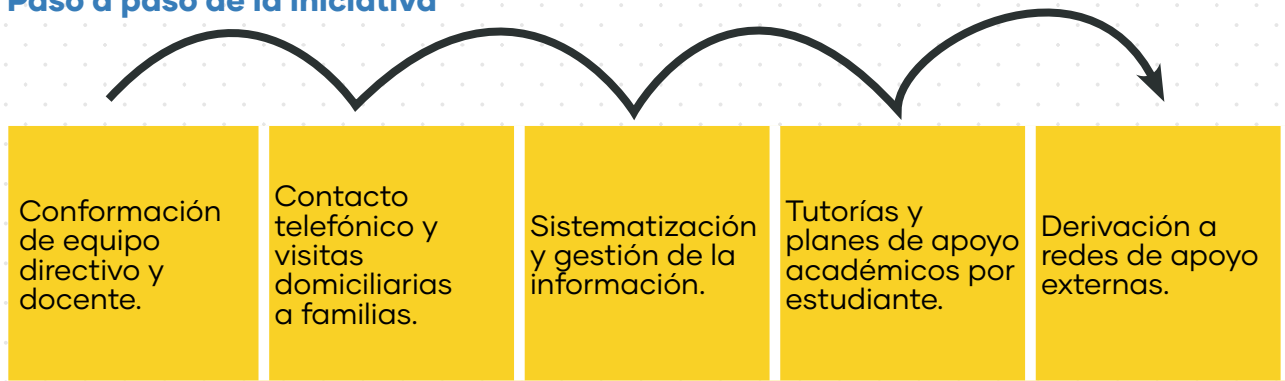 Paso a paso de la iniciativa
Conformación
de equipo
directivo y
docente.
Contacto
telefónico y
visitas
domiciliarias
a familias.
Sistematización
y gestión de la
información.
Tutorías y
planes de apoyo
académicos por
estudiante.
Derivación a
redes de apoyo
externas.